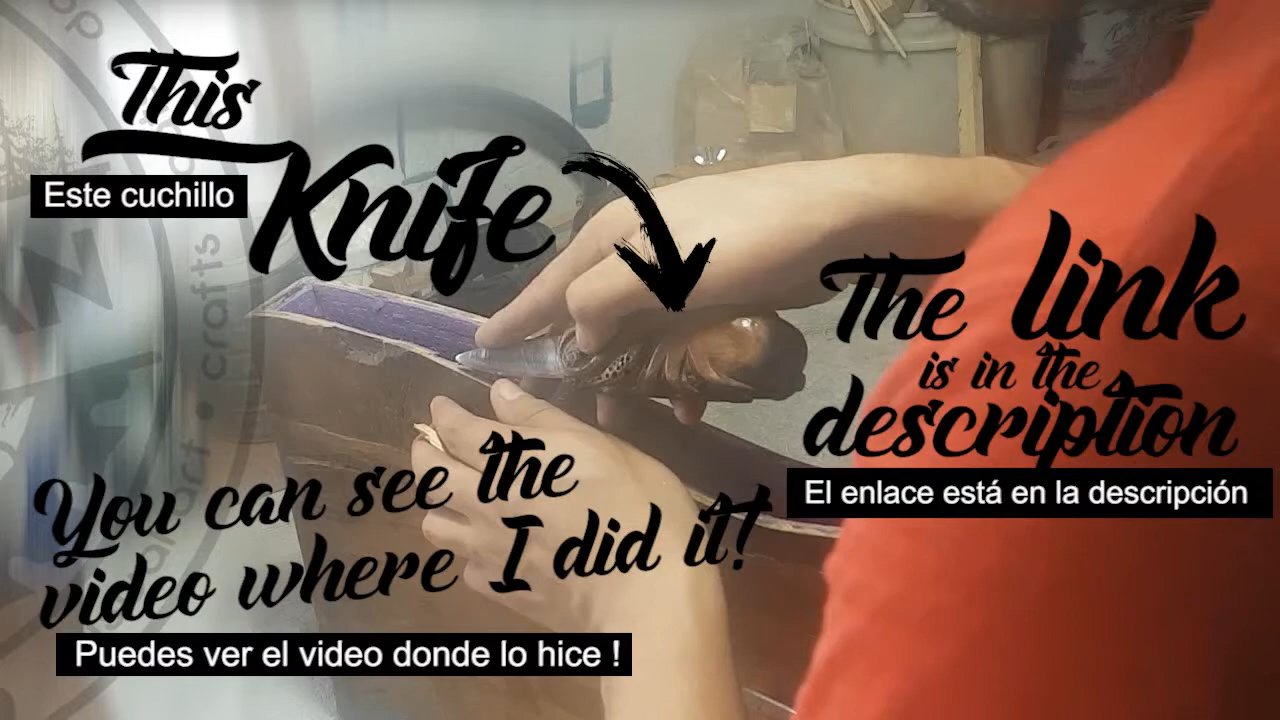 This
Knife
Este cuchillo
The link
is in the
description
El enlace está en la descripción
You can see the
video where I did it!
Puedes ver el video donde lo hice !
crafts